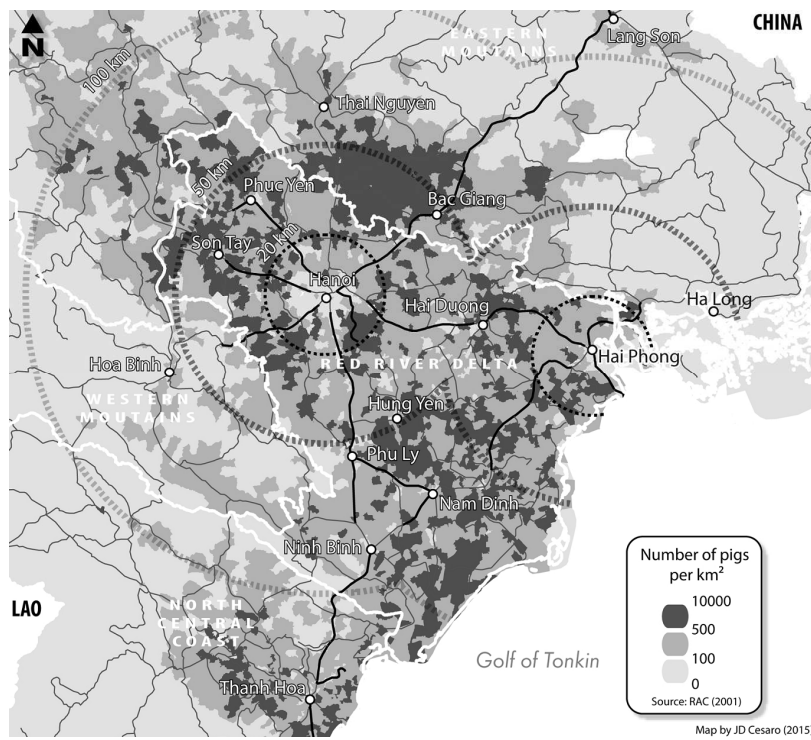 CHINA
Lang Son
EASTERN
MOUTAINS
N
100 km
Thai Nguyen
50 km
Phuc Yen
Bac Giang
20 km
Son Tay
Hanoi
Hai Duong
Ha Long
Hai Phong
Hoa Binh
RED RIVER DELTA
WESTERN
MOUTAINS
Hung Yen
Phu Ly
Nam Dinh
Ninh Binh
LAO
NORTH
CENTRAL
COAST
Golf of Tonkin
Thanh Hoa
Number of pigs
per km²
10000
500
100
0
Source: RAC (2001)
Map by JD Cesaro (2015)